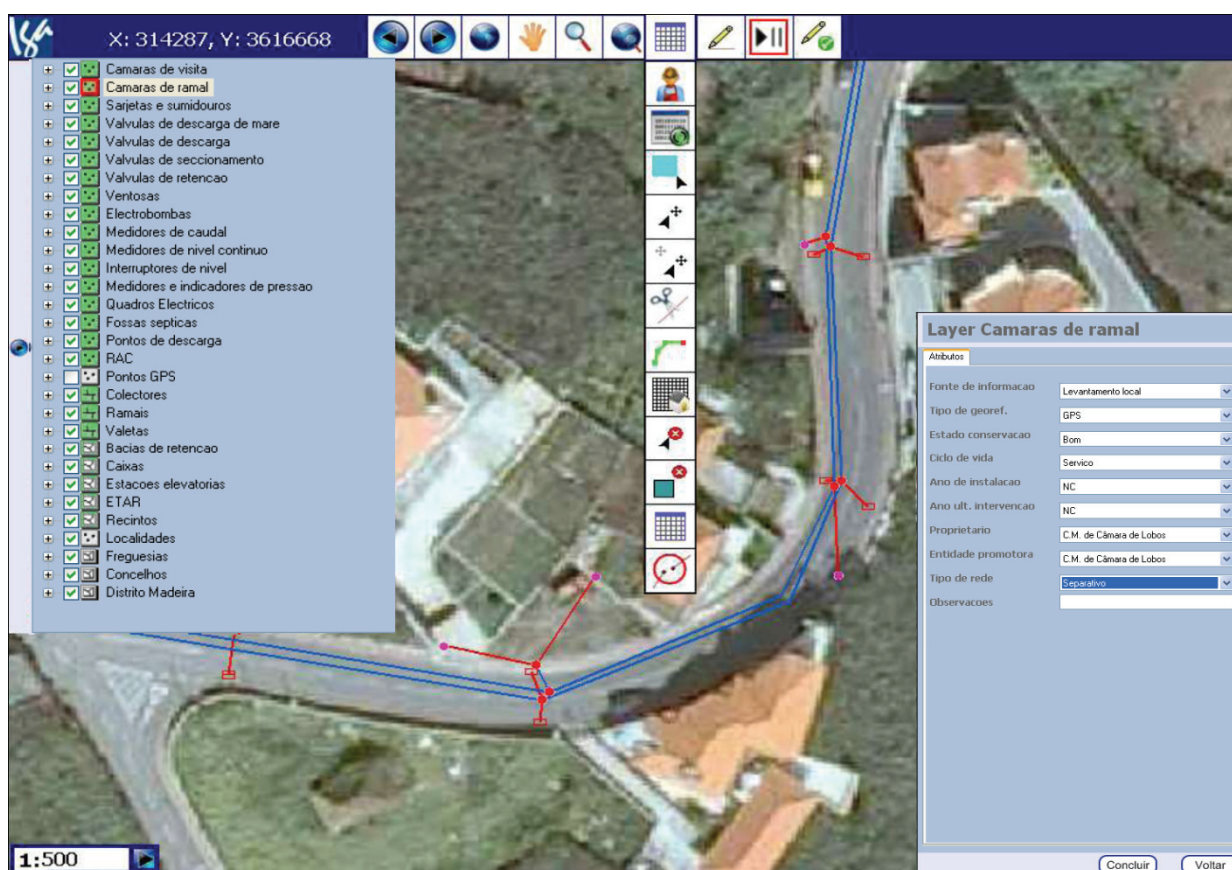 Iga
X: 314287, Y: 3616668
Camaras de visita
Camaras de ramal
Sarjetas e sumidouros
Valvulas de descarga de mare
Valvulas de descarga
Valvulas de seccionamento
Valvulas de retencao
Ventosas
Electrobombas
Medidores de caudal
Medidores de nivel continuo
Interruptores de nivel
Medidores e indicadores de pressao
Quadros Electricos
Fossas septicas
Pontos de descarga
RAC
Pontos GPS
Colectores
Ramais
Valetas
Bacias de retencao
Caixas
Estacoes elevatorias
ETAR
Recintos
Localidades
Freguesias
Concelhos
Distrito Madeira
1:500
Layer Camaras de ramal
Atributos
Fonte de informacao Levantamento local
Tipo de georef. GPS
Estado conservacao Bom
Ciclo de vida Servico
Ano de instalacao NC
Ano ult. intervencao NC
Proprietario C.M. de Câmara de Lobos
Entidade promotora C.M. de Câmara de Lobos
Tipo de rede Separativo
Observacoes
Concluir Voltar